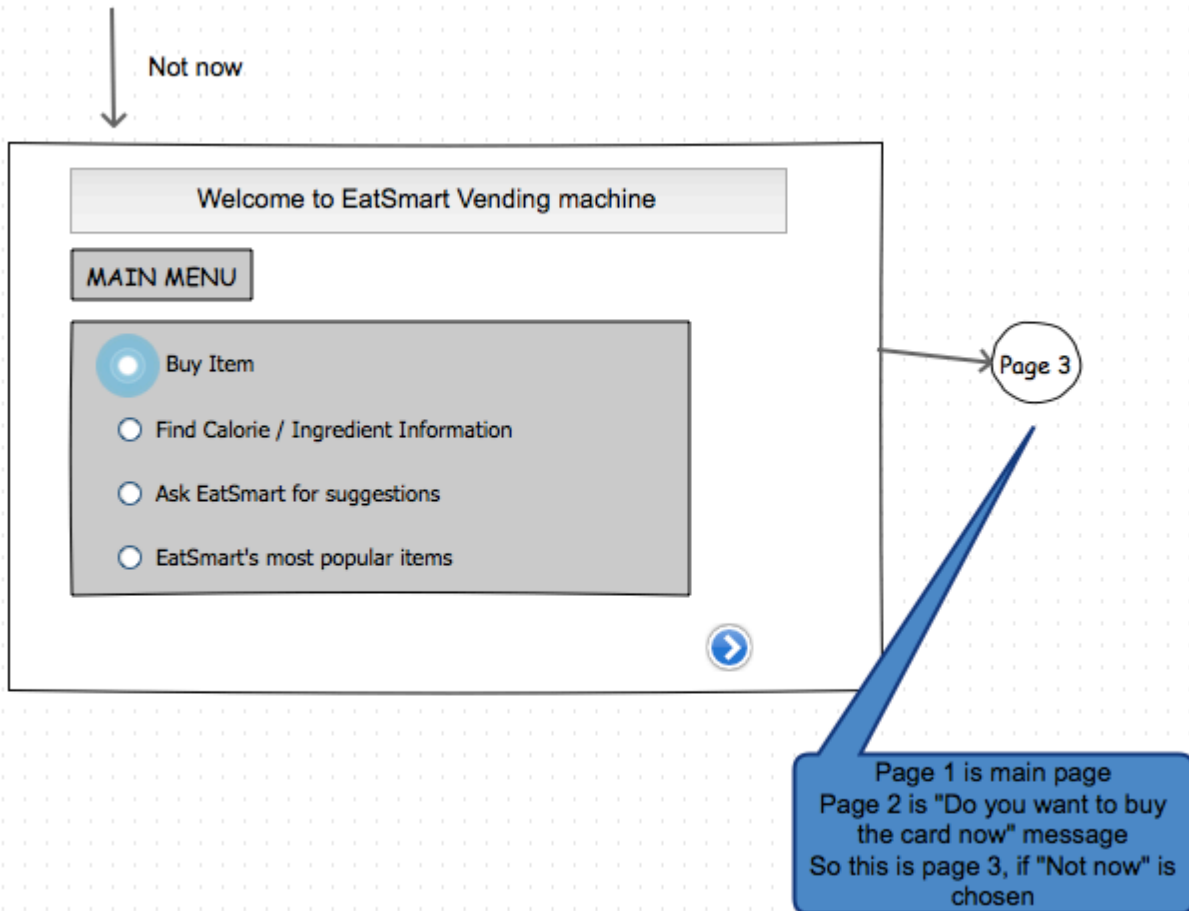 Not now
Welcome to EatSmart Vending machine
MAIN MENU
Buy Item
Find Calorie / Ingredient Information
Ask EatSmart for suggestions
EatSmart's most popular items
Page 3
Page 1 is main page
Page 2 is "Do you want to buy
the card now" message
So this is page 3, if "Not now" is
chosen